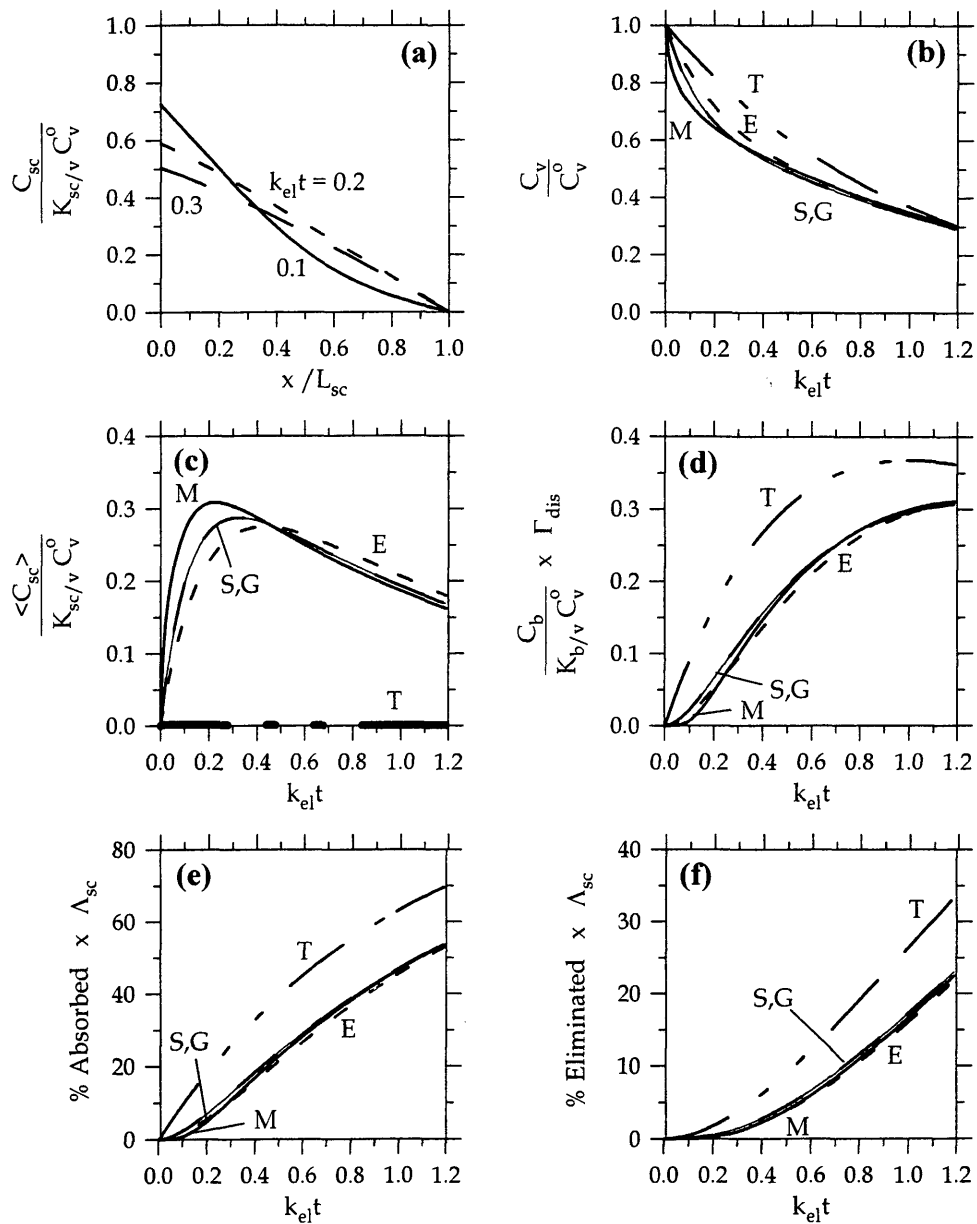 (a)
C_sc / K_sc/v C_v^o
1.0
0.8
0.6
0.4
0.2
0.0
k_el t = 0.2
0.3
0.1
0.0 0.2 0.4 0.6 0.8 1.0
x / L_sc
(b)
C_v / C_v^o
1.0
0.8
0.6
0.4
0.2
0.0
T
E
M
S,G
0.0 0.2 0.4 0.6 0.8 1.0 1.2
k_el t
(c)
<C_sc> / K_sc/v C_v^o
0.4
0.3
0.2
0.1
0.0
M
E
S,G
T
0.0 0.2 0.4 0.6 0.8 1.0 1.2
k_el t
(d)
C_b / K_b/v C_v^o x Γ_dis
0.4
0.3
0.2
0.1
0.0
T
E
S,G
M
0.0 0.2 0.4 0.6 0.8 1.0 1.2
k_el t
(e)
% Absorbed x Λ_sc
80
60
40
20
0
T
S,G
E
M
0.0 0.2 0.4 0.6 0.8 1.0 1.2
k_el t
(f)
% Eliminated x Λ_sc
40
30
20
10
0
T
S,G
E
M
0.0 0.2 0.4 0.6 0.8 1.0 1.2
k_el t